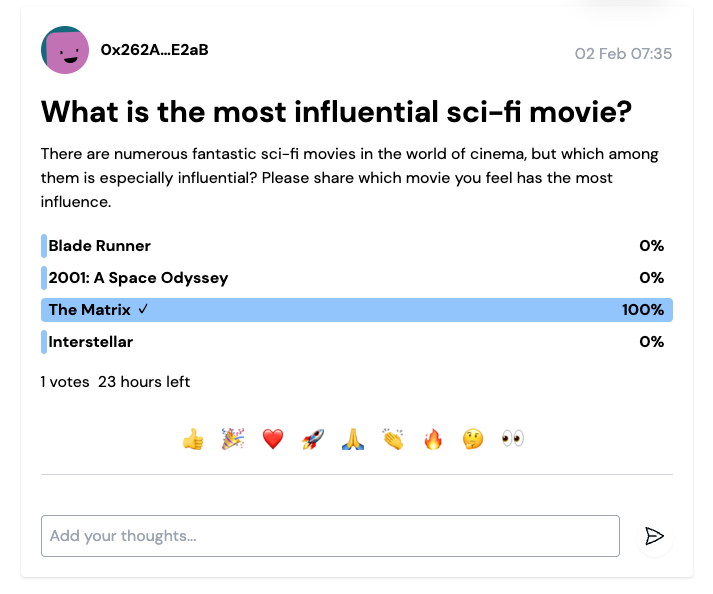 0x262A...E2aB
02 Feb 07:35
What is the most influential sci-fi movie?
There are numerous fantastic sci-fi movies in the world of cinema, but which among
them is especially influential? Please share which movie you feel has the most
influence.
Blade Runner 0%
2001: A Space Odyssey 0%
The Matrix ✓ 100%
Interstellar 0%
1 votes 23 hours left
Add your thoughts...